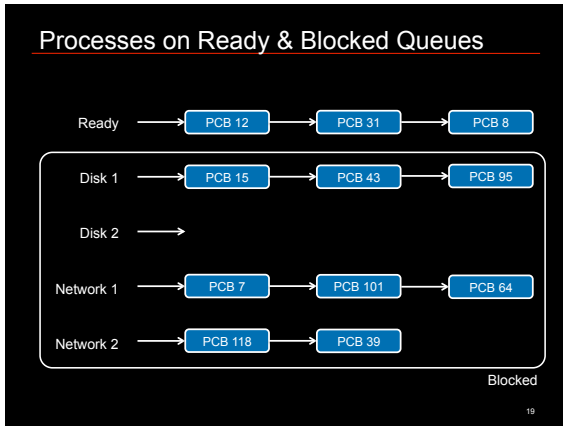 Processes on Ready & Blocked Queues
Ready PCB 12 PCB 31 PCB 8
Disk 1 PCB 15 PCB 43 PCB 95
Disk 2
Network 1 PCB 7 PCB 101 PCB 64
Network 2 PCB 118 PCB 39
Blocked
19